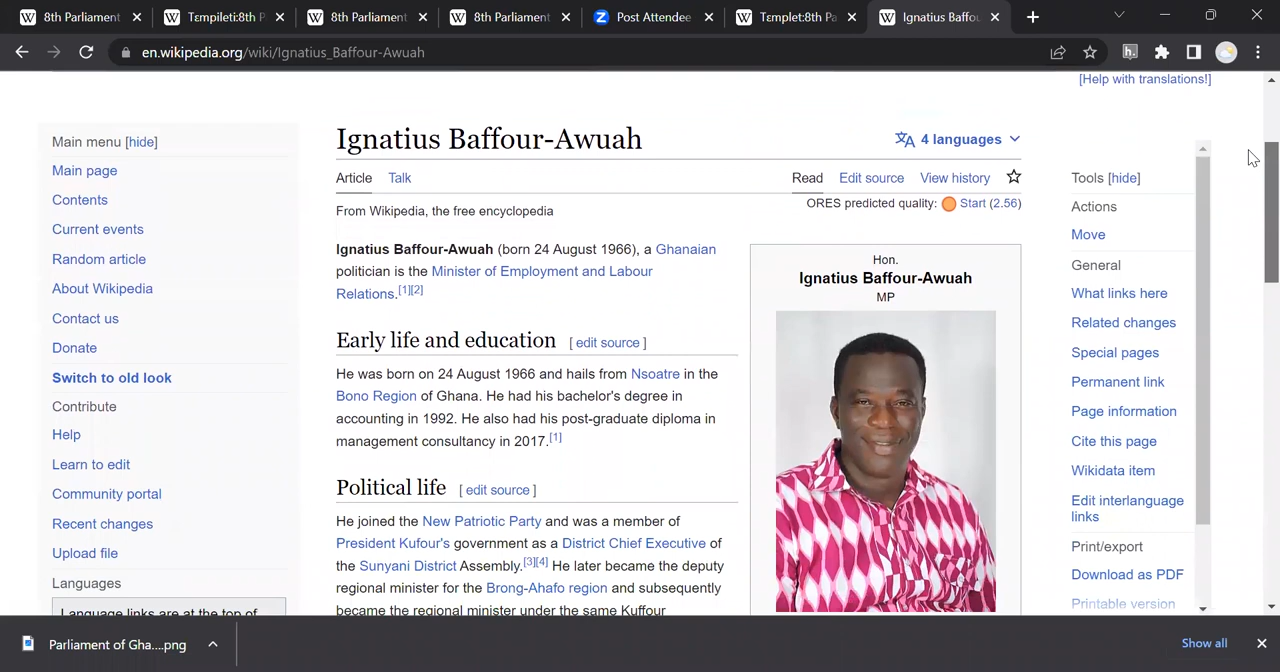 8th Parliament
Tɛmpileti:8th P
8th Parliament
8th Parliament
Post Attendee
Tɛmplet:8th Pa
Ignatius Baffou
en.wikipedia.org/wiki/Ignatius_Baffour-Awuah
[Help with translations!]
Main menu [hide]
Main page
Contents
Current events
Random article
About Wikipedia
Contact us
Donate
Switch to old look
Contribute
Help
Learn to edit
Community portal
Recent changes
Upload file
Languages
Language links are at the top of
Ignatius Baffour-Awuah
4 languages
Article Talk
Read Edit source View history
From Wikipedia, the free encyclopedia
ORES predicted quality: Start (2.56)
Ignatius Baffour-Awuah (born 24 August 1966), a Ghanaian
politician is the Minister of Employment and Labour
Relations.[1][2]
Early life and education [ edit source ]
He was born on 24 August 1966 and hails from Nsoatre in the
Bono Region of Ghana. He had his bachelor's degree in
accounting in 1992. He also had his post-graduate diploma in
management consultancy in 2017.[1]
Political life [ edit source ]
He joined the New Patriotic Party and was a member of
President Kufour's government as a District Chief Executive of
the Sunyani District Assembly.[3][4] He later became the deputy
regional minister for the Brong-Ahafo region and subsequently
became the regional minister under the same Kuffour
Hon.
Ignatius Baffour-Awuah
MP
Tools [hide]
Actions
Move
General
What links here
Related changes
Special pages
Permanent link
Page information
Cite this page
Wikidata item
Edit interlanguage
links
Print/export
Download as PDF
Printable version
Parliament of Gha....png
Show all